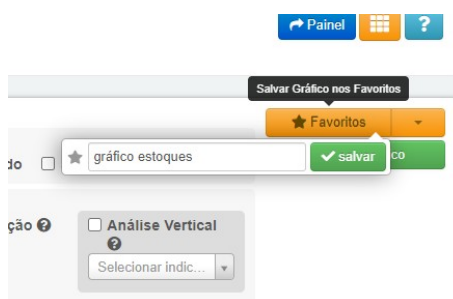 Painel
?
Salvar Gráfico nos Favoritos
Favoritos
do
gráfico estoques
salvar
co
ção ?
Análise Vertical
?
Selecionar indic...